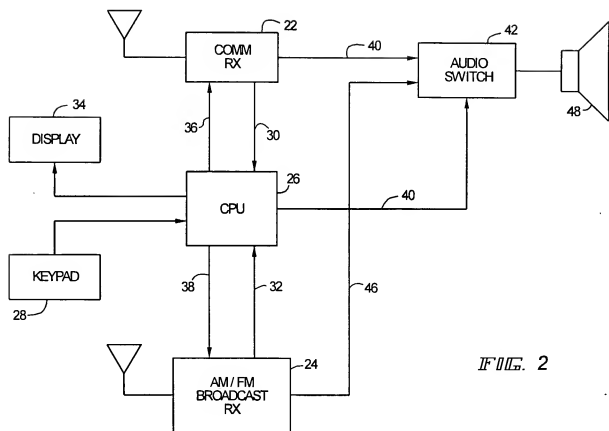 22
COMM
RX
40
42
AUDIO
SWITCH
48
34
DISPLAY
36
30
26
CPU
40
KEYPAD
28
38
32
46
24
AM / FM
BROADCAST
RX
FIG. 2